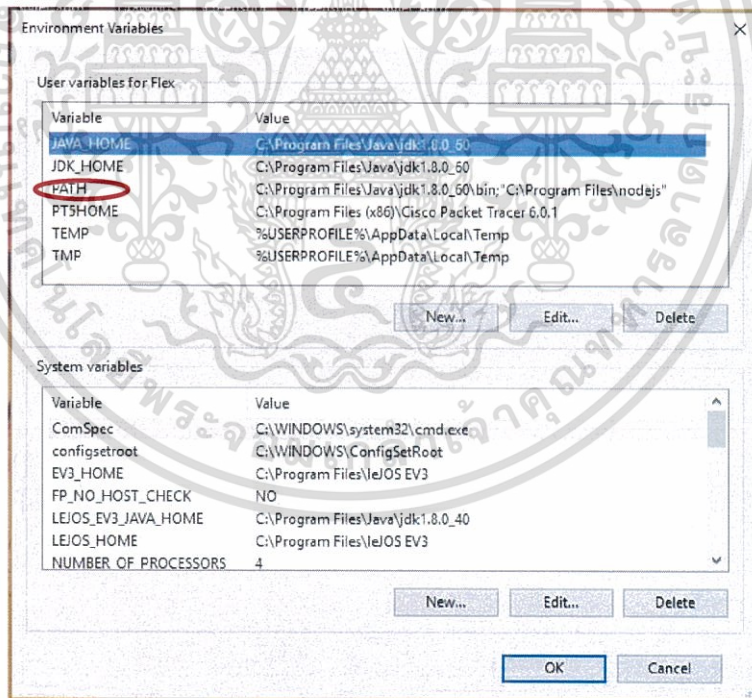 Environment Variables
User variables for Flex
Variable Value
JAVA_HOME C:\Program Files\Java\jdk1.8.0_60
JDK_HOME C:\Program Files\Java\jdk1.8.0_60
PATH C:\Program Files\Java\jdk1.8.0_60\bin;"C:\Program Files\nodejs"
PT5HOME C:\Program Files (x86)\Cisco Packet Tracer 6.0.1
TEMP %USERPROFILE%\AppData\Local\Temp
TMP %USERPROFILE%\AppData\Local\Temp
New... Edit... Delete
System variables
Variable Value
ComSpec C:\WINDOWS\system32\cmd.exe
configsetroot C:\WINDOWS\ConfigSetRoot
EV3_HOME C:\Program Files\leJOS EV3
FP_NO_HOST_CHECK NO
LEJOS_EV3_JAVA_HOME C:\Program Files\Java\jdk1.8.0_40
LEJOS_HOME C:\Program Files\leJOS EV3
NUMBER_OF_PROCESSORS 4
New... Edit... Delete
OK Cancel